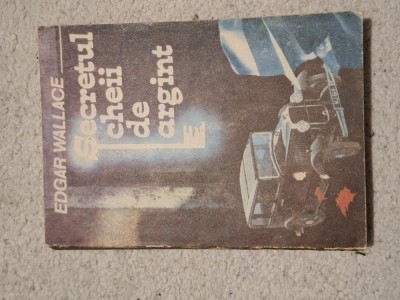 EDGAR WALLACE
Secretul
cheii
de
argint